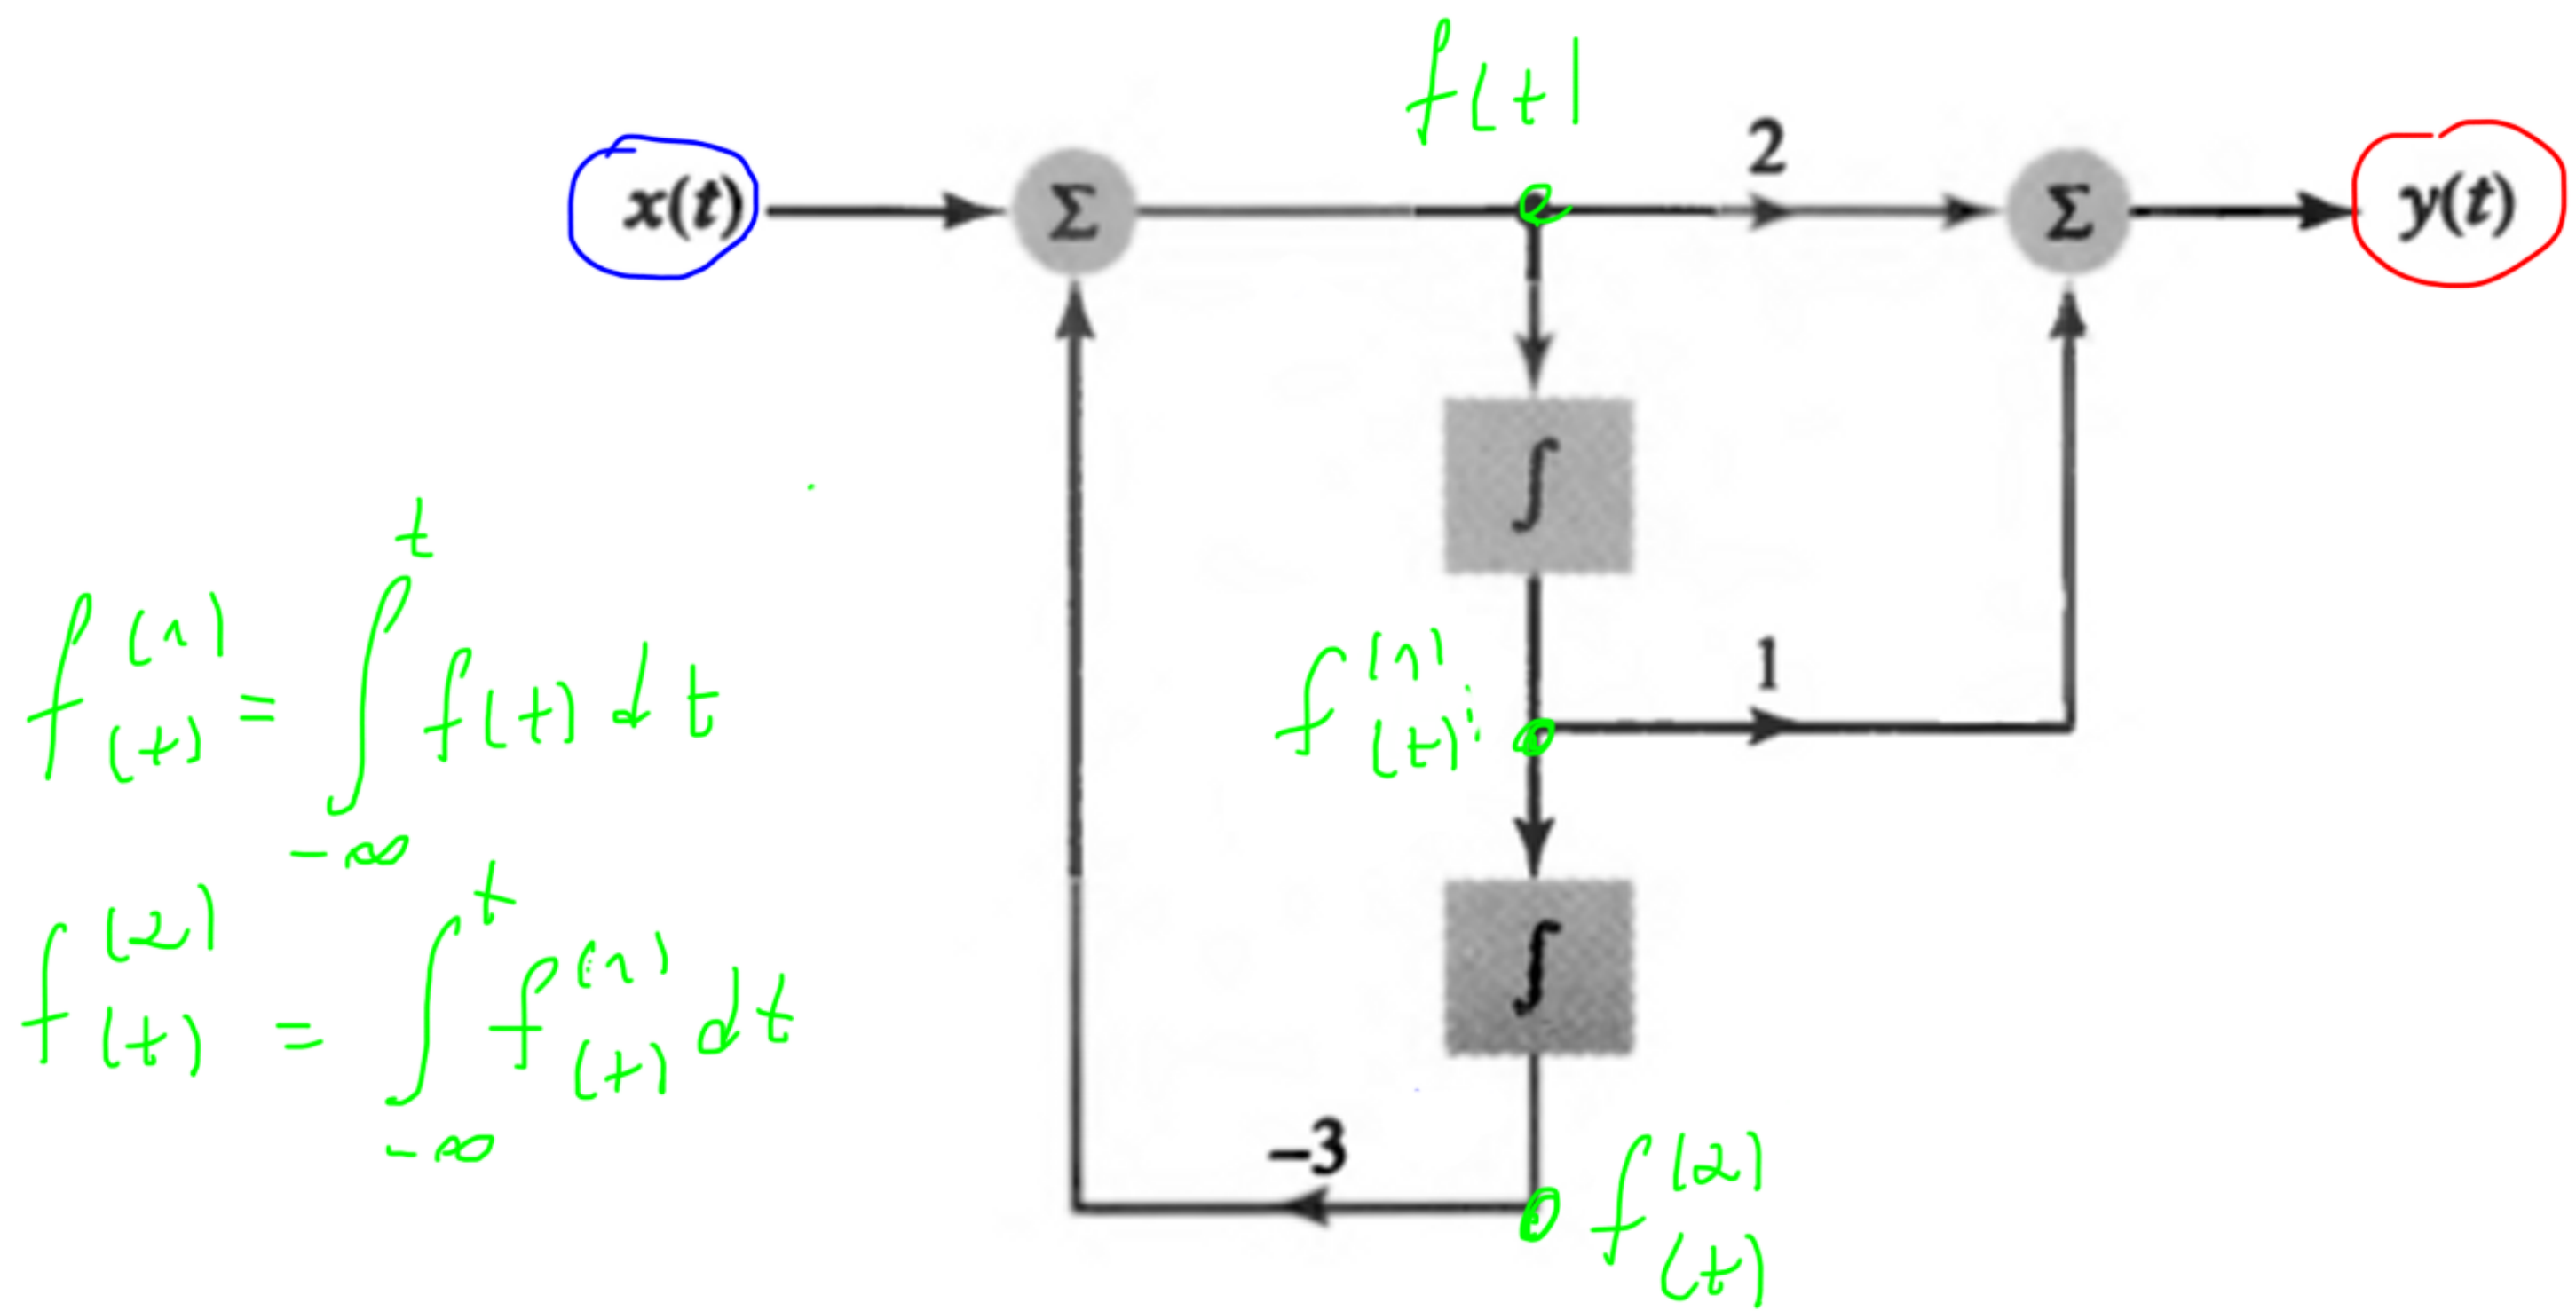 f(t)
x(t) Σ 2 Σ y(t)
∫
f⁽¹⁾(t) = ∫_{-∞}^{t} f(t) dt
f⁽¹⁾(t) 1
f⁽²⁾(t) = ∫_{-∞}^{t} f⁽¹⁾(t) dt
∫
-3
f⁽²⁾(t)